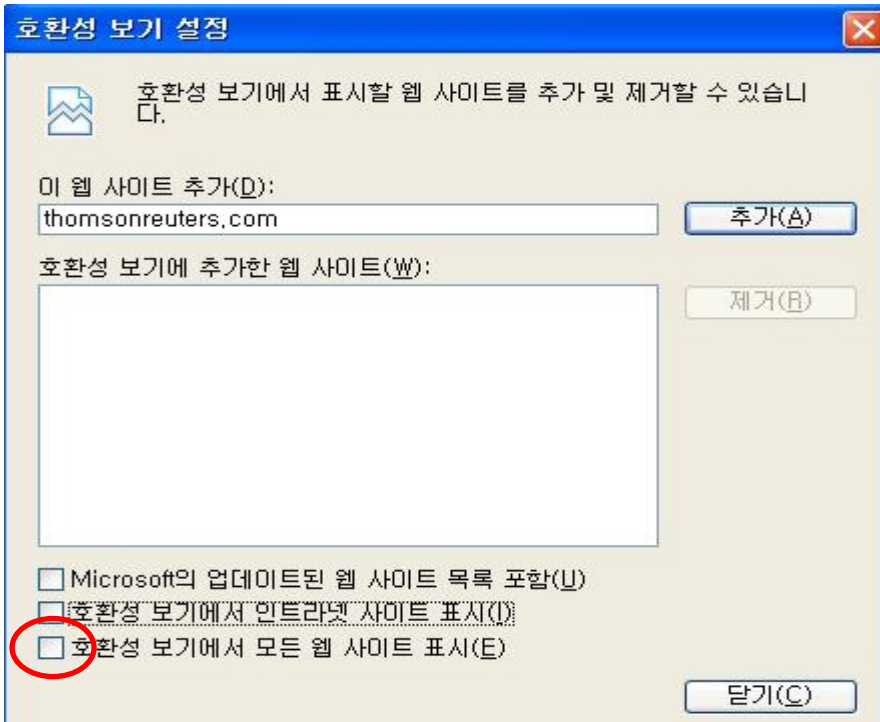 호환성 보기 설정
호환성 보기에서 표시할 웹 사이트를 추가 및 제거할 수 있습니
다.
이 웹 사이트 추가(D):
thomsonreuters.com
추가(A)
호환성 보기에 추가한 웹 사이트(W):
제거(R)
Microsoft의 업데이트된 웹 사이트 목록 포함(U)
호환성 보기에서 인트라넷 사이트 표시(I)
호환성 보기에서 모든 웹 사이트 표시(E)
닫기(C)